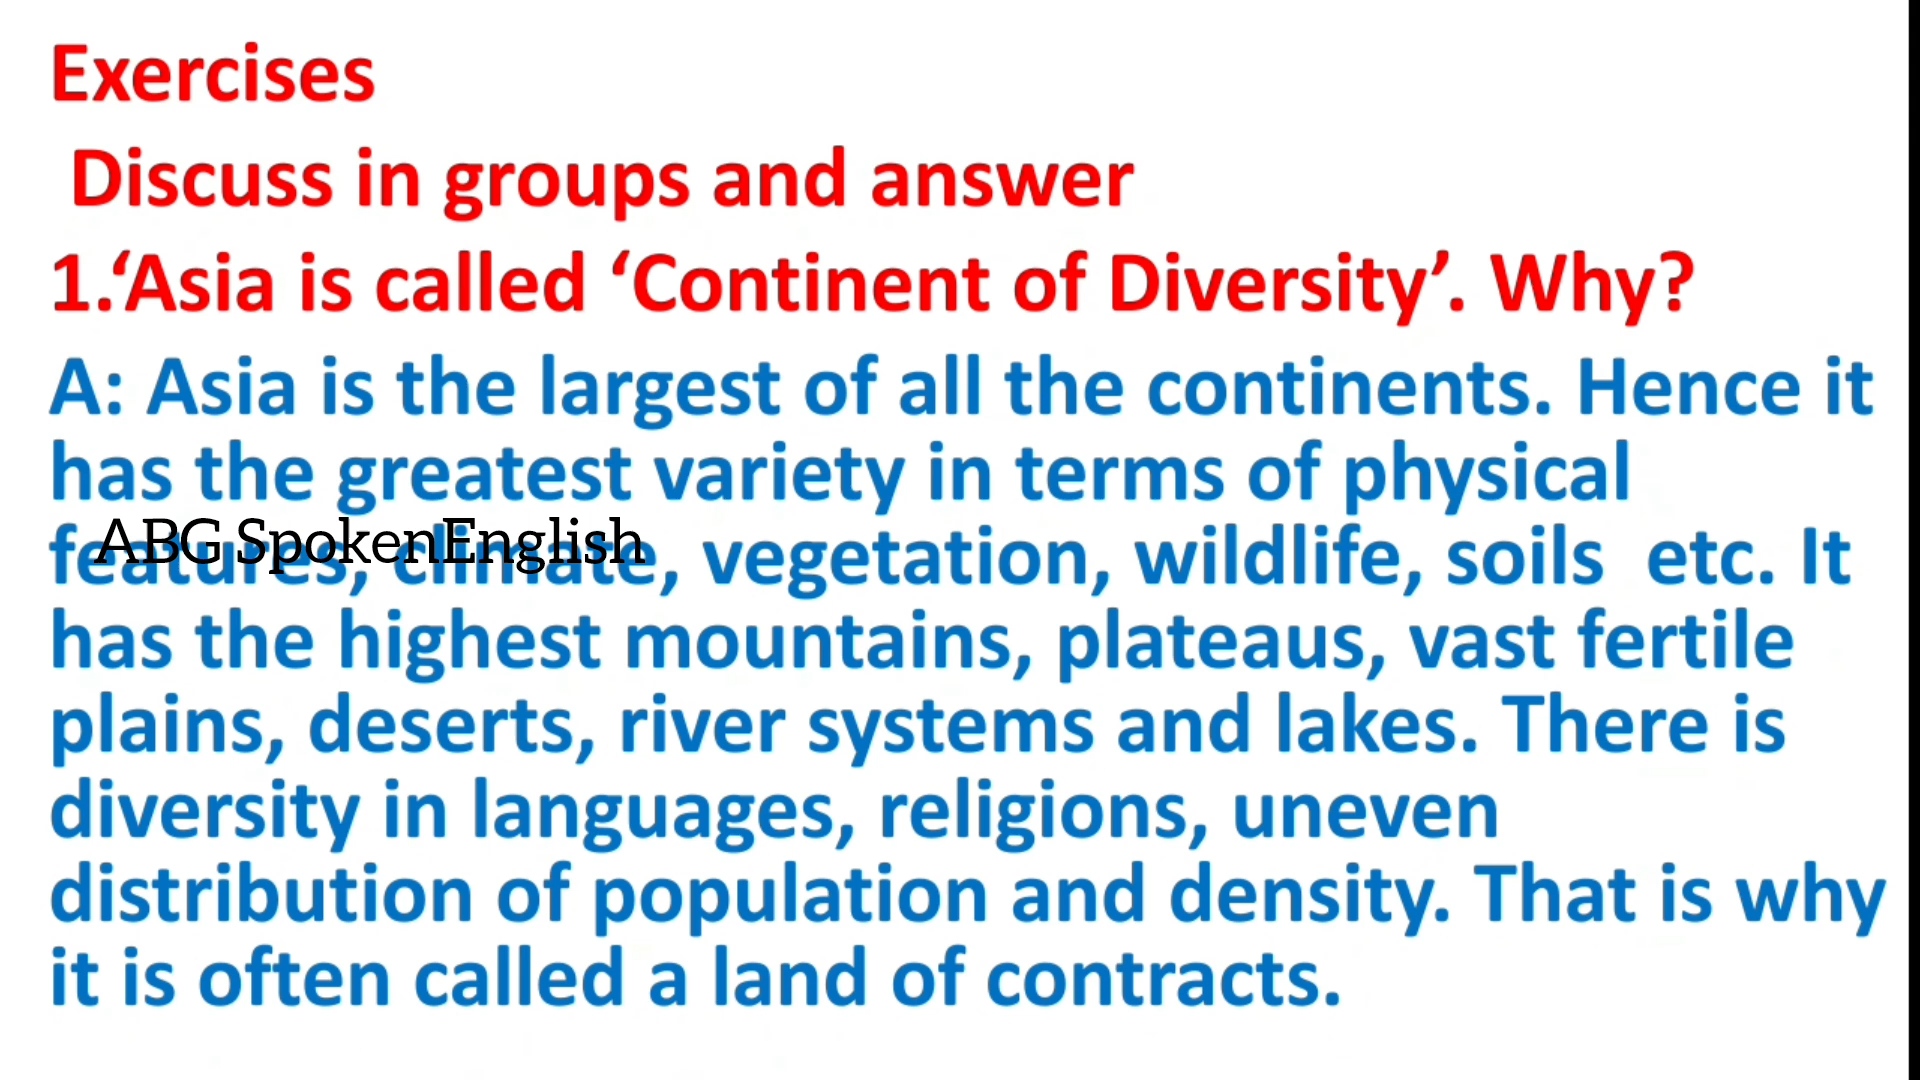 Exercises
Discuss in groups and answer
1.‘Asia is called ‘Continent of Diversity’. Why?
A: Asia is the largest of all the continents. Hence it
has the greatest variety in terms of physical
features, climate, vegetation, wildlife, soils  etc. It
ABG SpokenEnglish
has the highest mountains, plateaus, vast fertile
plains, deserts, river systems and lakes. There is
diversity in languages, religions, uneven
distribution of population and density. That is why
it is often called a land of contracts.